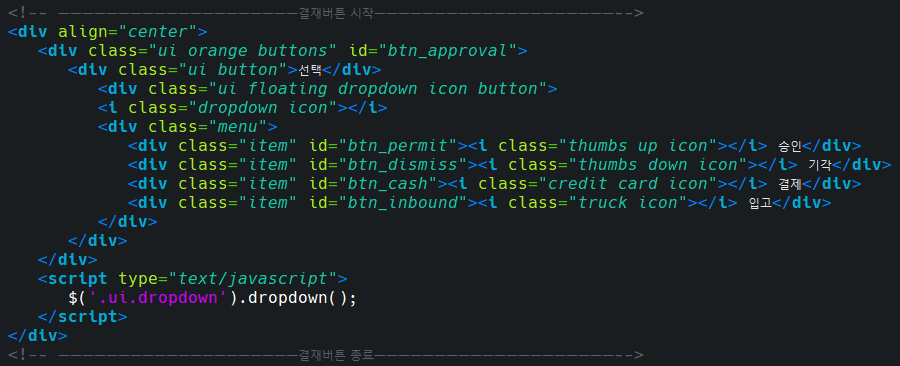 <!-- ————————————————————결재버튼 시작————————————————————-->
<div align="center">
<div class="ui orange buttons" id="btn_approval">
<div class="ui button">선택</div>
<div class="ui floating dropdown icon button">
<i class="dropdown icon"></i>
<div class="menu">
<div class="item" id="btn_permit"><i class="thumbs up icon"></i> 승인</div>
<div class="item" id="btn_dismiss"><i class="thumbs down icon"></i> 기각</div>
<div class="item" id="btn_cash"><i class="credit card icon"></i> 결제</div>
<div class="item" id="btn_inbound"><i class="truck icon"></i> 입고</div>
</div>
</div>
</div>
<script type="text/javascript">
$('.ui.dropdown').dropdown();
</script>
</div>
<!-- ————————————————————결재버튼 종료————————————————————-->